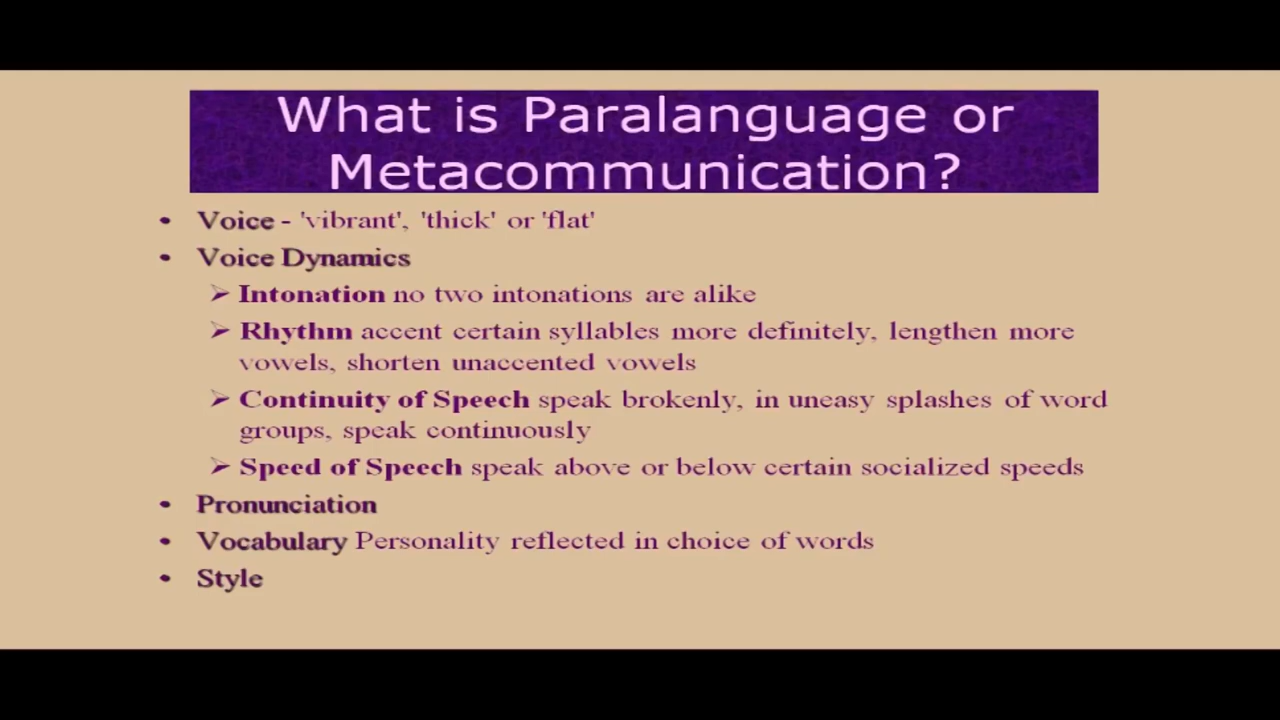 What is Paralanguage or
Metacommunication?
• Voice - 'vibrant', 'thick' or 'flat'
• Voice Dynamics
➢ Intonation no two intonations are alike
➢ Rhythm accent certain syllables more definitely, lengthen more
vowels, shorten unaccented vowels
➢ Continuity of Speech speak brokenly, in uneasy splashes of word
groups, speak continuously
➢ Speed of Speech speak above or below certain socialized speeds
• Pronunciation
• Vocabulary Personality reflected in choice of words
• Style